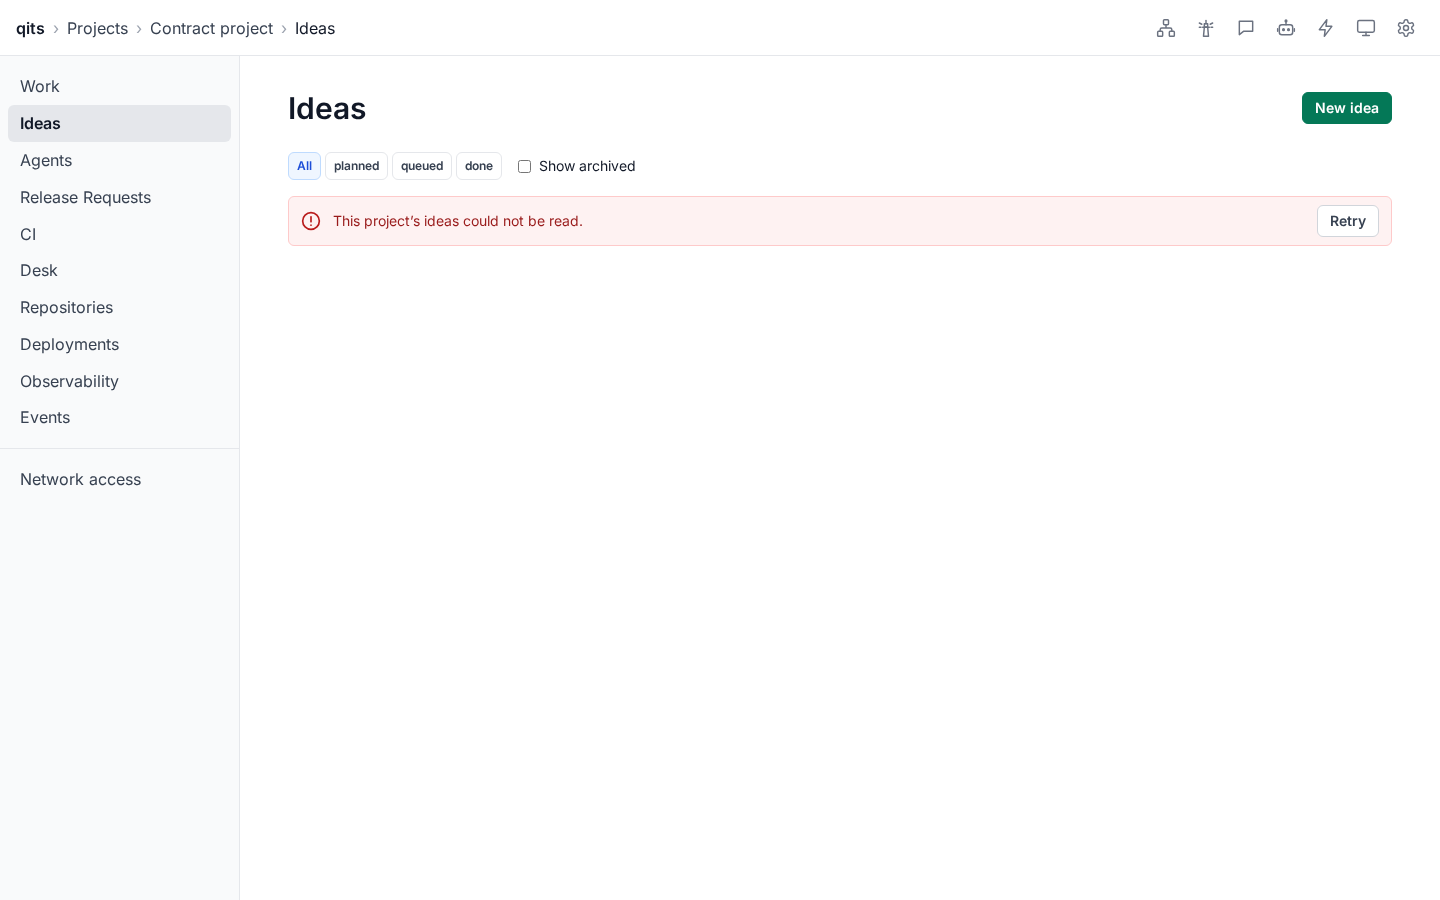 qits › Projects › Contract project › Ideas
Work
Ideas
Agents
Release Requests
CI
Desk
Repositories
Deployments
Observability
Events
Network access
Ideas
New idea
All planned queued done Show archived
This project’s ideas could not be read. Retry